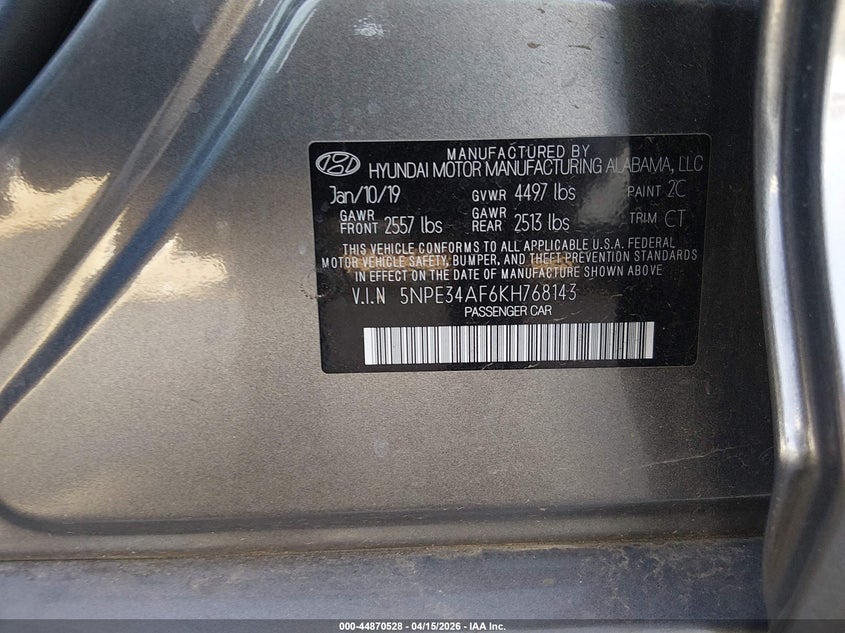 MANUFACTURED BY
HYUNDAI MOTOR MANUFACTURING ALABAMA, LLC
Jan/10/19 GVWR 4497 lbs PAINT 2C
GAWR FRONT 2557 lbs GAWR REAR 2513 lbs TRIM CT
THIS VEHICLE CONFORMS TO ALL APPLICABLE U.S.A. FEDERAL
MOTOR VEHICLE SAFETY, BUMPER, AND THEFT PREVENTION STANDARDS
IN EFFECT ON THE DATE OF MANUFACTURE SHOWN ABOVE
V.I.N 5NPE34AF6KH768143
PASSENGER CAR
000-44870528 - 04/15/2026 - IAA Inc.